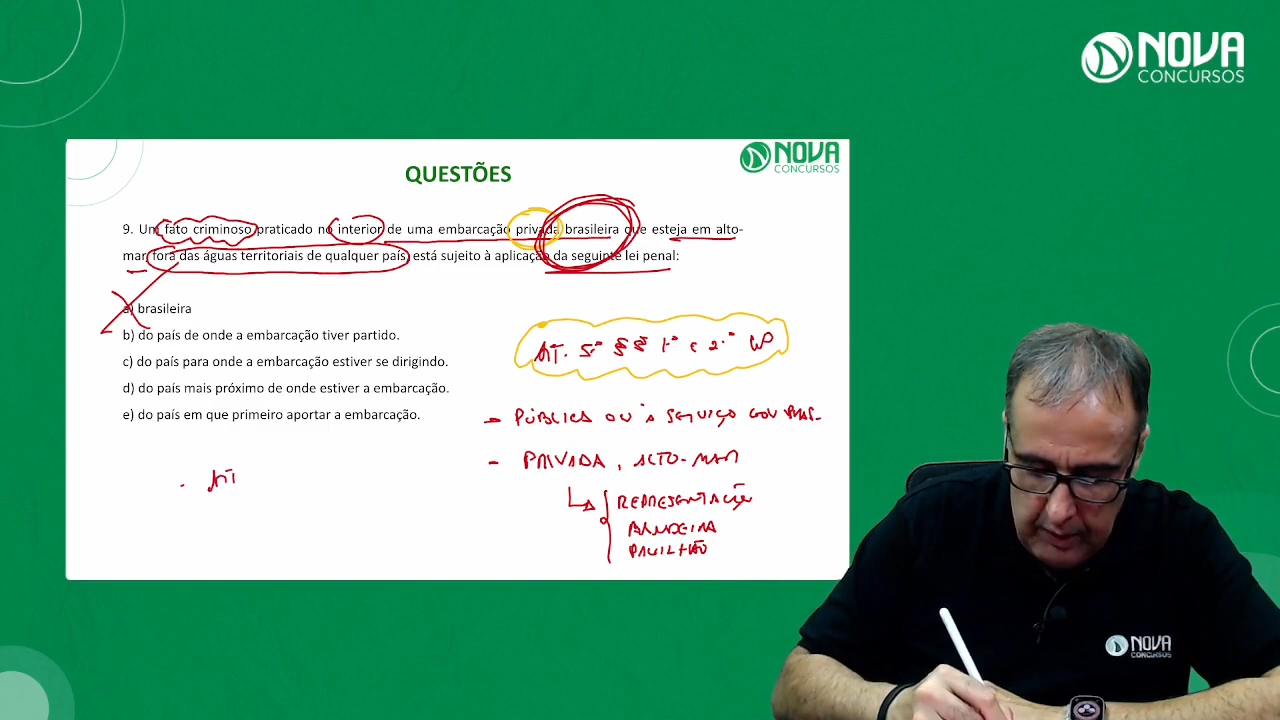 NOVA
CONCURSOS
NOVA
CONCURSOS
QUESTÕES
9. Um fato criminoso praticado no interior de uma embarcação privada brasileira que esteja em alto-
mar, fora das águas territoriais de qualquer país, está sujeito à aplicação da seguinte lei penal:
a) brasileira
b) do país de onde a embarcação tiver partido.
c) do país para onde a embarcação estiver se dirigindo.
d) do país mais próximo de onde estiver a embarcação.
e) do país em que primeiro aportar a embarcação.
ART. 5º §§ 1º e 2º CP
PÚBLICA OU À SERVIÇO GOV BRAS.
- PRIVADA, ALTO-MAR
REPRESENTAÇÃO
BANDEIRA
PAVILHÃO
NOVA
CONCURSOS